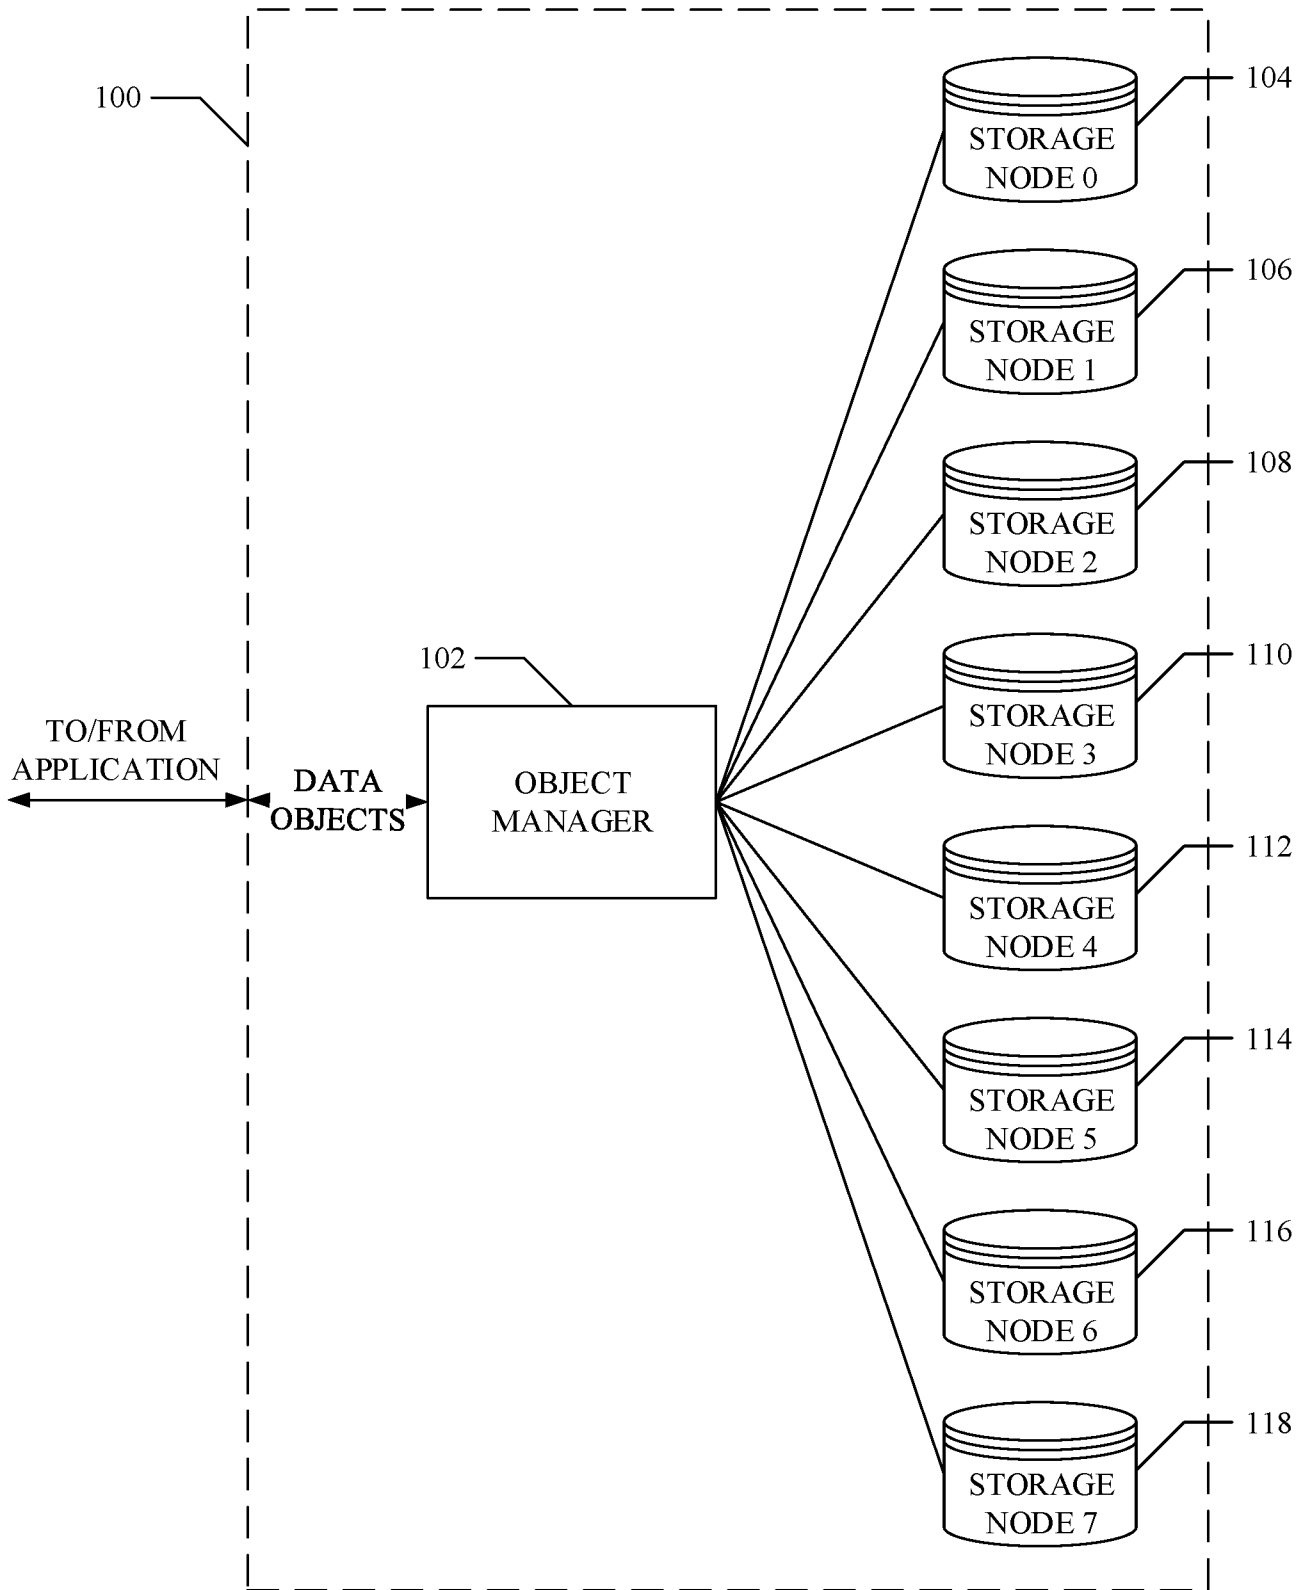 104
100
STORAGE
NODE 0
106
STORAGE
NODE 1
108
STORAGE
NODE 2
110
102
STORAGE
NODE 3
TO/FROM
APPLICATION
DATA
OBJECTS
OBJECT
MANAGER
112
STORAGE
NODE 4
114
STORAGE
NODE 5
116
STORAGE
NODE 6
118
STORAGE
NODE 7